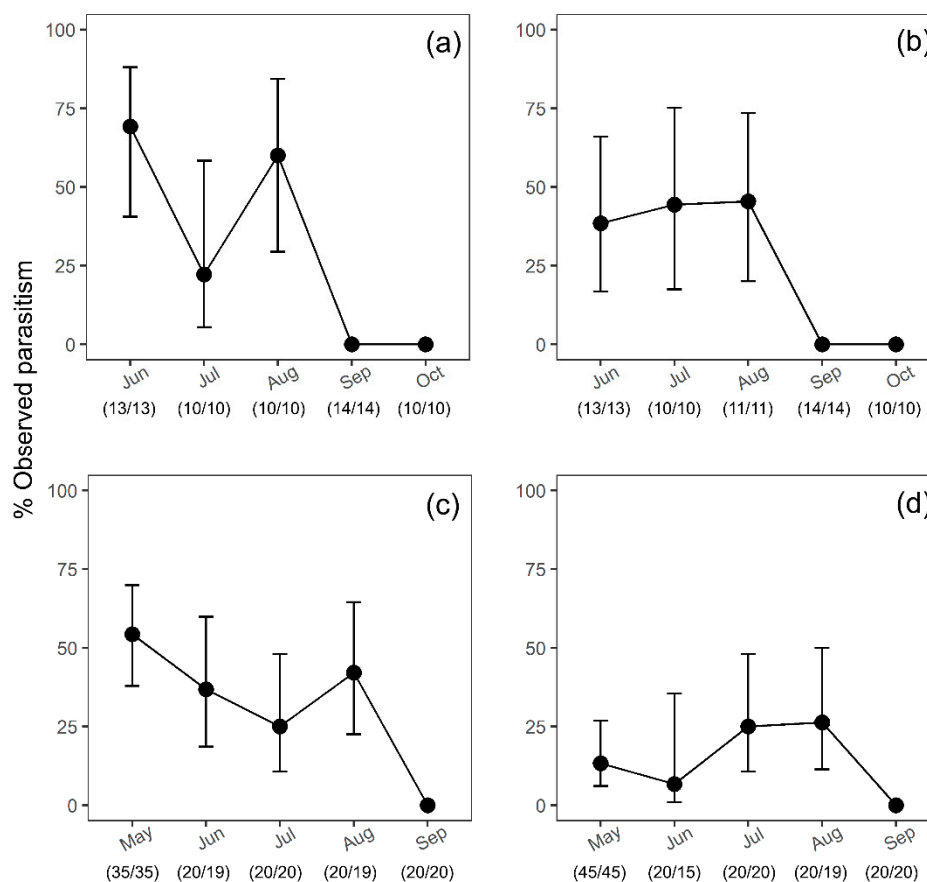 % Observed parasitism
(a)
100
75
50
25
0
Jun Jul Aug Sep Oct
(13/13) (10/10) (10/10) (14/14) (10/10)
(b)
100
75
50
25
0
Jun Jul Aug Sep Oct
(13/13) (10/10) (11/11) (14/14) (10/10)
(c)
100
75
50
25
0
May Jun Jul Aug Sep
(35/35) (20/19) (20/20) (20/19) (20/20)
(d)
100
75
50
25
0
May Jun Jul Aug Sep
(45/45) (20/15) (20/20) (20/19) (20/20)